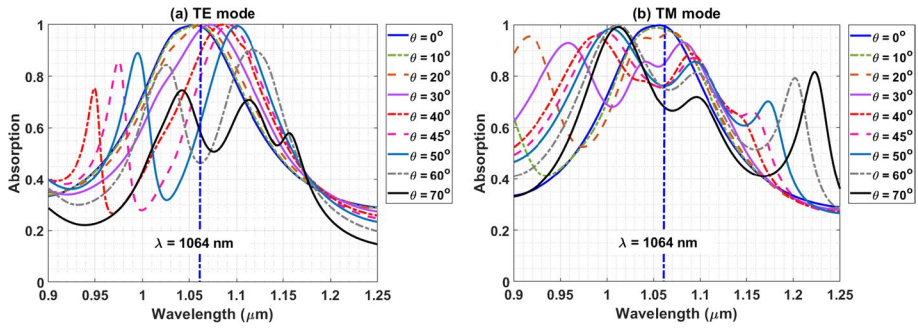 (a) TE mode
Absorption
1
0.8
0.6
0.4
0.2
0
0.9
0.95
1
1.05
1.1
1.15
1.2
1.25
Wavelength (μm)
λ = 1064 nm
θ = 0°
θ = 10°
θ = 20°
θ = 30°
θ = 40°
θ = 45°
θ = 50°
θ = 60°
θ = 70°
(b) TM mode
Absorption
1
0.8
0.6
0.4
0.2
0
0.9
0.95
1
1.05
1.1
1.15
1.2
1.25
Wavelength (μm)
λ = 1064 nm
θ = 0°
θ = 10°
θ = 20°
θ = 30°
θ = 40°
θ = 45°
θ = 50°
θ = 60°
θ = 70°